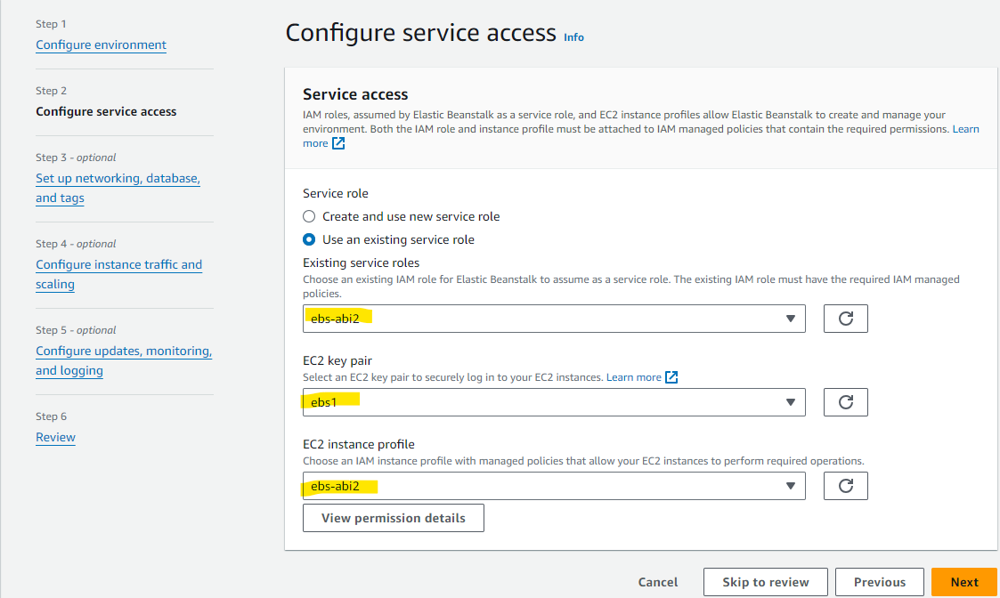 Step 1
Configure environment
Step 2
Configure service access
Step 3 - optional
Set up networking, database,
and tags
Step 4 - optional
Configure instance traffic and
scaling
Step 5 - optional
Configure updates, monitoring,
and logging
Step 6
Review
Configure service access Info
Service access
IAM roles, assumed by Elastic Beanstalk as a service role, and EC2 instance profiles allow Elastic Beanstalk to create and manage your
environment. Both the IAM role and instance profile must be attached to IAM managed policies that contain the required permissions. Learn
more
Service role
Create and use new service role
Use an existing service role
Existing service roles
Choose an existing IAM role for Elastic Beanstalk to assume as a service role. The existing IAM role must have the required IAM managed
policies.
ebs-abi2
EC2 key pair
Select an EC2 key pair to securely log in to your EC2 instances. Learn more
ebs1
EC2 instance profile
Choose an IAM instance profile with managed policies that allow your EC2 instances to perform required operations.
ebs-abi2
View permission details
Cancel Skip to review Previous Next